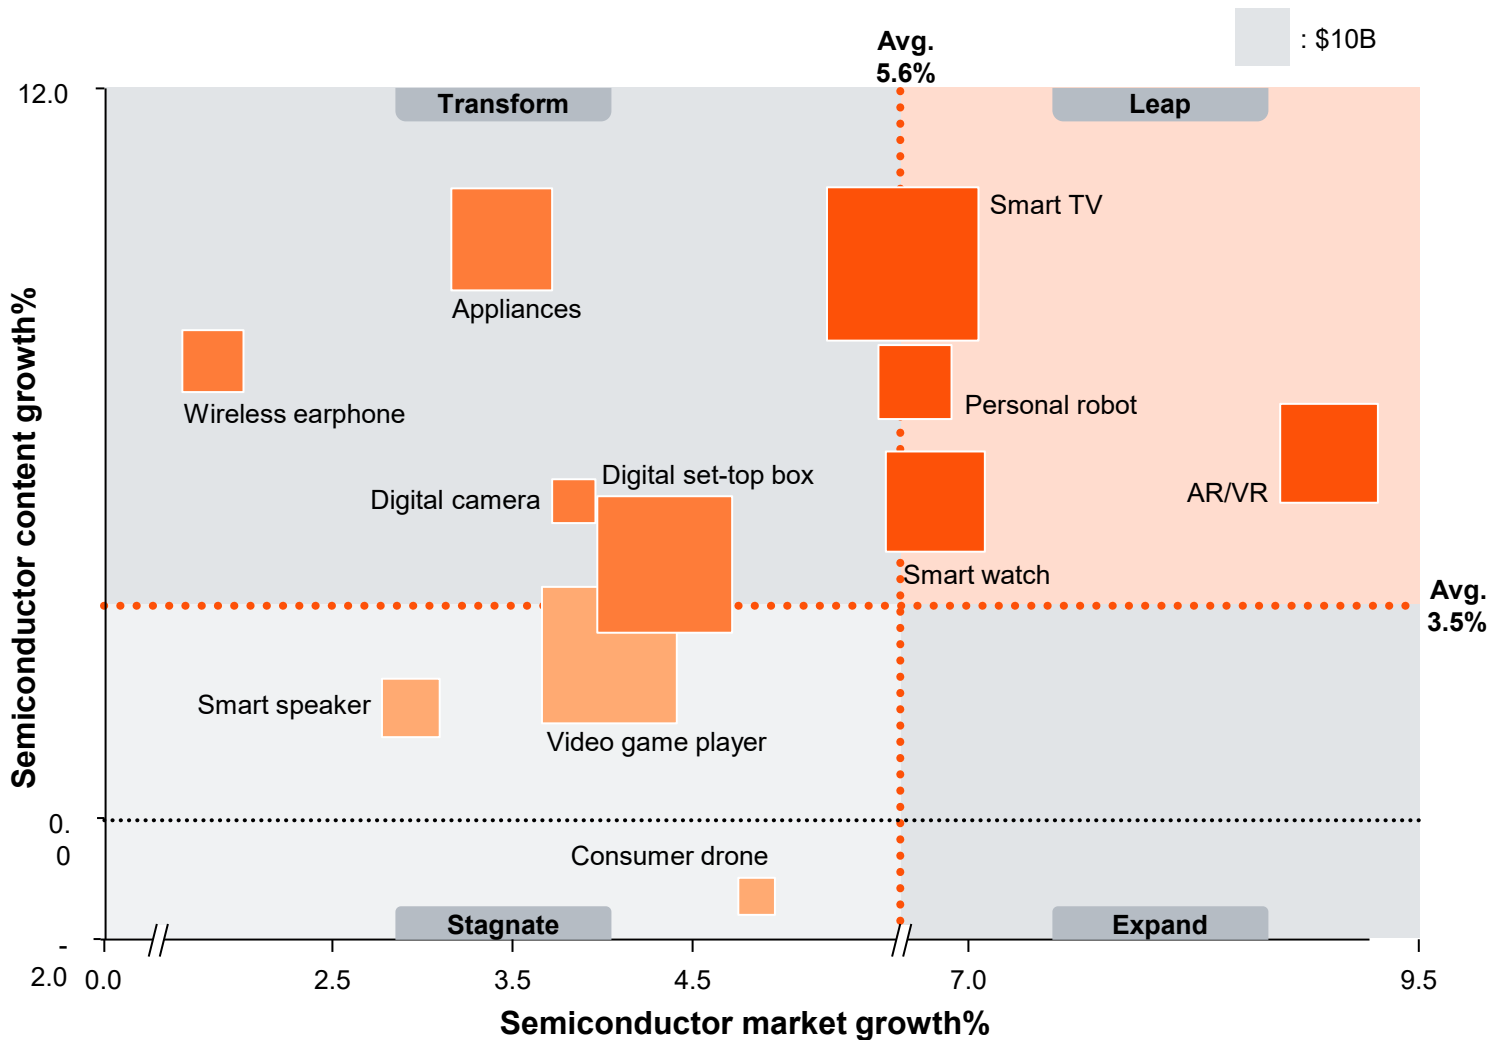 : $10B
Avg.
5.6%
12.0
Transform
Leap
Smart TV
Appliances
Wireless earphone
Personal robot
Digital set-top box
Digital camera
AR/VR
Smart watch
Avg.
3.5%
Smart speaker
Video game player
0.
0
Consumer drone
Stagnate
Expand
-
2.0
0.0
2.5
3.5
4.5
7.0
9.5
Semiconductor market growth%
Semiconductor content growth%